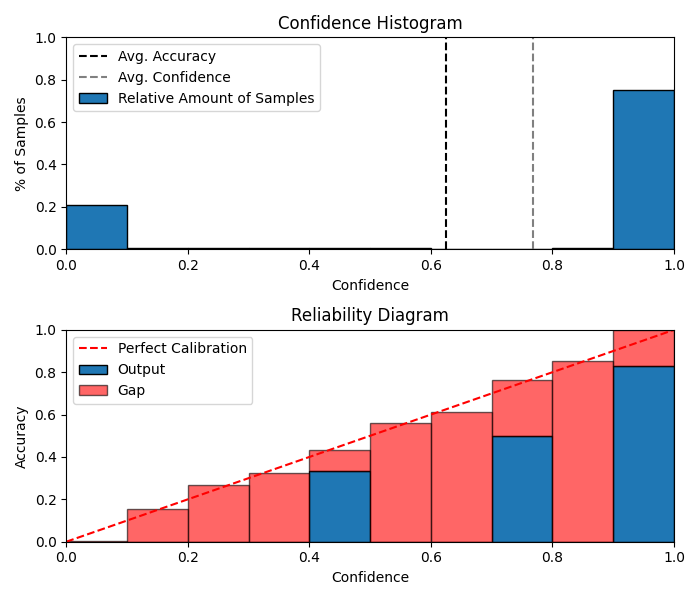 Confidence Histogram
1.0
0.8
0.6
0.4
0.2
0.0
% of Samples
Avg. Accuracy
Avg. Confidence
Relative Amount of Samples
0.0 0.2 0.4 0.6 0.8 1.0
Confidence
Reliability Diagram
1.0
0.8
0.6
0.4
0.2
0.0
Accuracy
Perfect Calibration
Output
Gap
0.0 0.2 0.4 0.6 0.8 1.0
Confidence